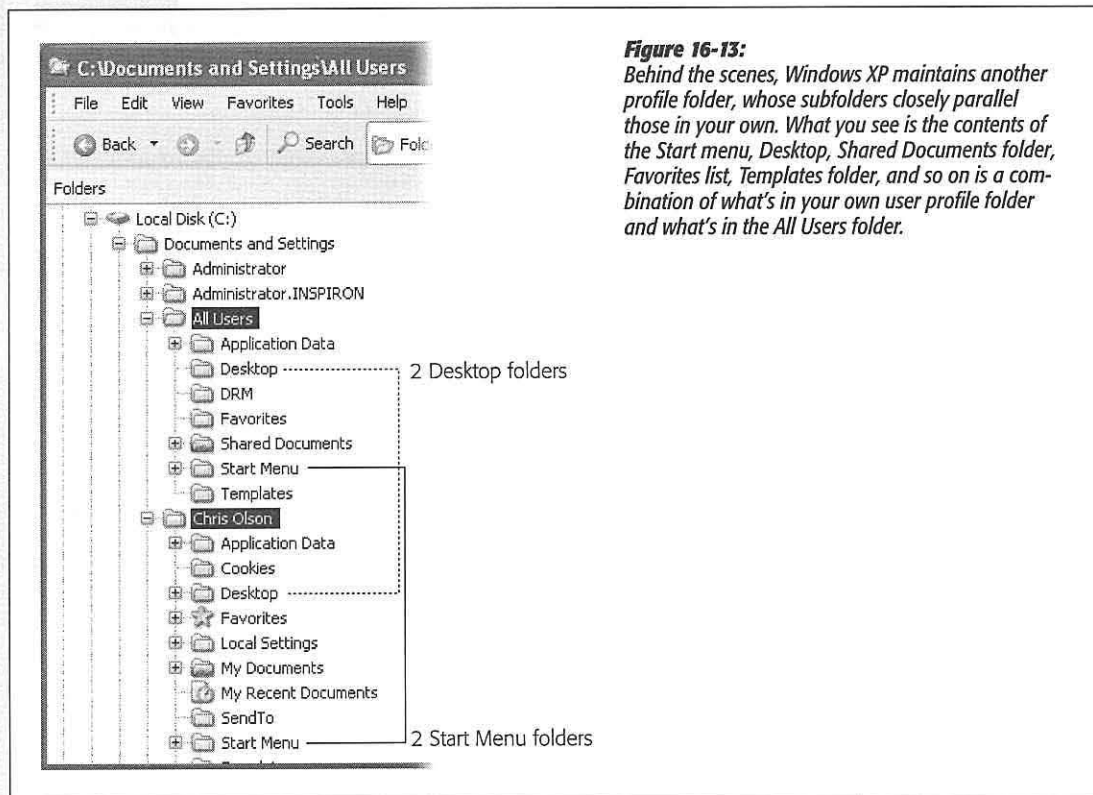 C:\Documents and Settings\All Users
File Edit View Favorites Tools Help
Back Search Fold
Folders
Local Disk (C:)
Documents and Settings
Administrator
Administrator.INSPIRON
All Users
Application Data
Desktop
2 Desktop folders
DRM
Favorites
Shared Documents
Start Menu
Templates
Chris Olson
Application Data
Cookies
Desktop
Favorites
Local Settings
My Documents
My Recent Documents
SendTo
Start Menu
2 Start Menu folders
Figure 16-13:
Behind the scenes, Windows XP maintains another
profile folder, whose subfolders closely parallel
those in your own. What you see is the contents of
the Start menu, Desktop, Shared Documents folder,
Favorites list, Templates folder, and so on is a com-
bination of what's in your own user profile folder
and what's in the All Users folder.